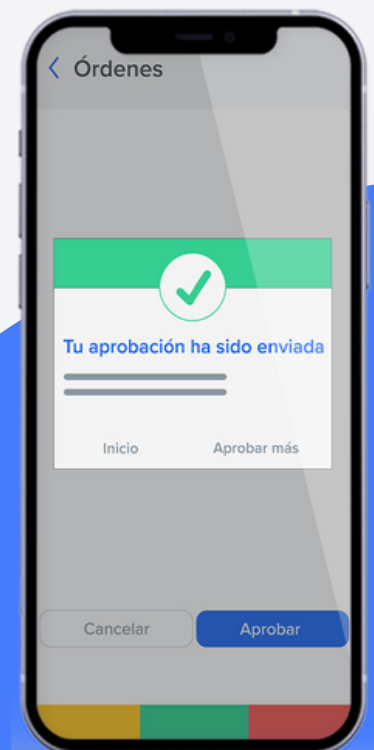 Órdenes
Tu aprobación ha sido enviada
Inicio
Aprobar más
Cancelar
Aprobar